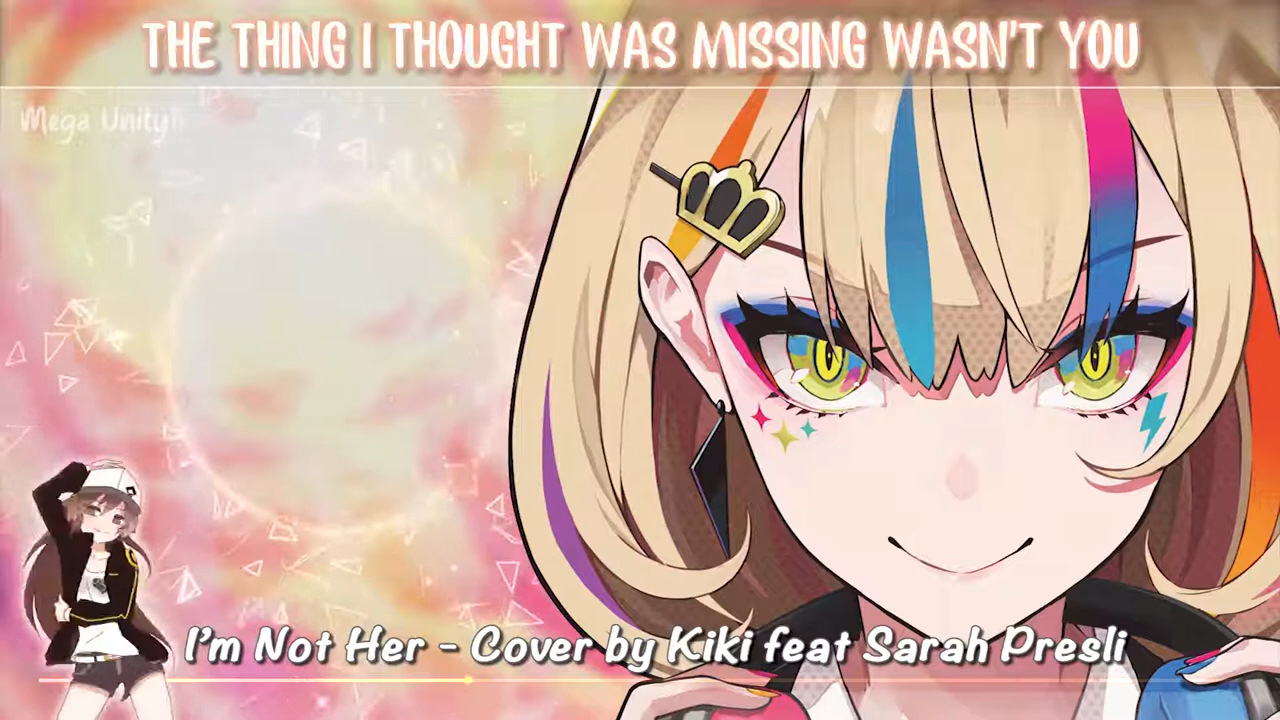 THE THING I THOUGHT WAS MISSING WASN'T YOU
Mega Unity
I'm Not Her - Cover by Kiki feat Sarah Presli